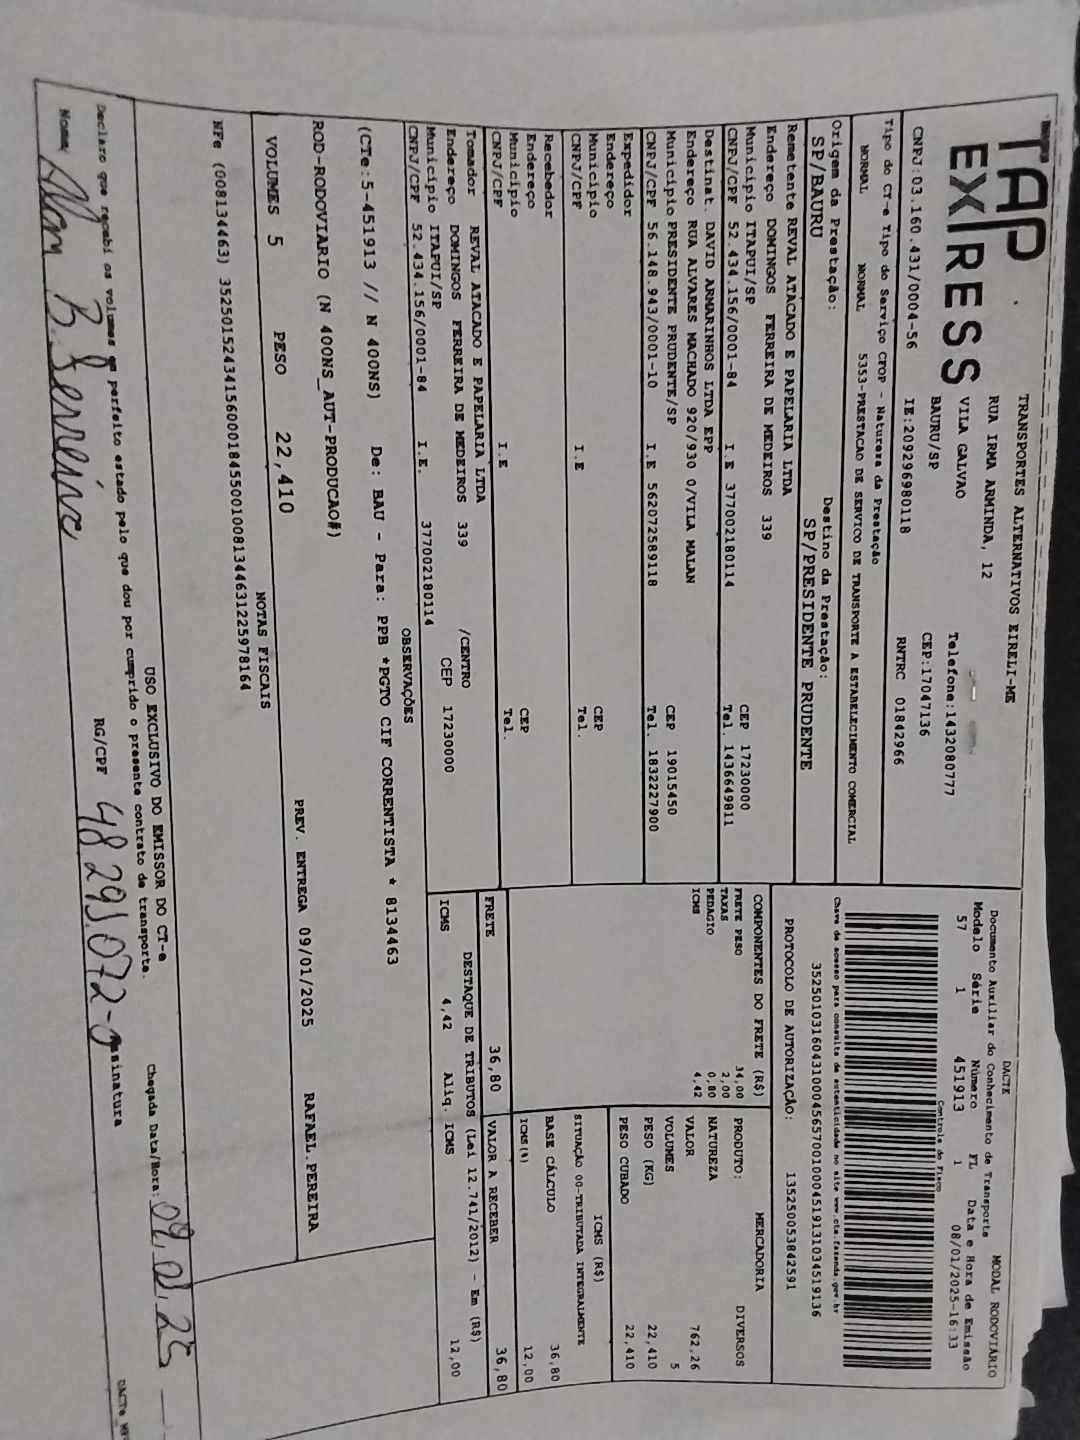 TAP EXPRESS
TRANSPORTES ALTERNATIVOS EIRELI-ME
RUA IRMA ARMINDA, 12
VILA GALVAO
BAURU/SP
Telefone:1432080777
CEP:17047136
CNPJ:03.160.431/0004-56 IE:209296980118 RNTRC 01842966
Tipo do CT-e Tipo do Serviço CFOP - Natureza da Prestação
NORMAL NORMAL 5353-PRESTACAO DE SERVICO DE TRANSPORTE A ESTABELECIMENTO COMERCIAL
Origem da Prestação: Destino da Prestação:
SP/BAURU SP/PRESIDENTE PRUDENTE
Remetente REVAL ATACADO E PAPELARIA LTDA
Endereço DOMINGOS FERREIRA DE MEDEIROS 339
Municipio ITAPUI/SP CEP 17230000
CNPJ/CPF 52.434.156/0001-84 I.E 377002180114 Tel. 1436649811
Destinat. DAVID ARMARINHOS LTDA EPP
Endereço RUA ALVARES MACHADO 920/930 0/VILA MALAN
Municipio PRESIDENTE PRUDENTE/SP CEP 19015450
CNPJ/CPF 56.148.943/0001-10 I.E 562072589118 Tel. 1832227900
Expedidor
Endereço
Municipio CEP
CNPJ/CPF I.E Tel.
Recebedor
Endereço
Municipio CEP
CNPJ/CPF I.E Tel.
Tomador REVAL ATACADO E PAPELARIA LTDA
Endereço DOMINGOS FERREIRA DE MEDEIROS 339 /CENTRO
Municipio ITAPUI/SP CEP 17230000
CNPJ/CPF 52.434.156/0001-84 I.E. 377002180114
DACTE MODAL RODOVIÁRIO
Documento Auxiliar do Conhecimento de Transporte
Modelo Série Número FL Data e Hora de Emissão
57 1 451913 1 08/01/2025-16:33
Controle do Fisco
35250103160431000456570010004519131034519136
Chave de acesso para consulta de autenticidade no site www.cte.fazenda.gov.br
PROTOCOLO DE AUTORIZAÇÃO: 135250053842591
COMPONENTES DO FRETE (R$)
FRETE PESO 34,00
TAXAS 2,00
PEDAGIO 0,80
ICMS 4,42
MERCADORIA
PRODUTO: DIVERSOS
NATUREZA
VALOR 762,26
VOLUMES 5
PESO (KG) 22,410
PESO CUBADO 22,410
ICMS (R$)
SITUAÇÃO 00-TRIBUTADA INTEGRALMENTE
BASE CÁLCULO 36,80
ICMS(%) 12,00
FRETE 36,80 VALOR A RECEBER 36,80
DESTAQUE DE TRIBUTOS (Lei 12.741/2012) - Em (R$)
ICMS 4,42 Aliq. ICMS 12,00
OBSERVAÇÕES
(CTe:5-451913 // N 400NS) De: BAU - Para: PPB *PGTO CIF CORRENTISTA * 8134463
ROD-RODOVIARIO (N 400NS_AUT-PRODUCAO#)
VOLUMES 5 PESO 22,410 PREV. ENTREGA 09/01/2025 RAFAEL.PEREIRA
NOTAS FISCAIS
NFe (008134463) 35250152434156000184550010081344631225978164
USO EXCLUSIVO DO EMISSOR DO CT-e
Declaro que recebi os volumes em perfeito estado pelo que dou por cumprido o presente contrato de transporte.
Chegada Data/Hora: 09.01.25
Nome Alan B. Ferreira RG/CPF 48.291.072-0 Assinatura